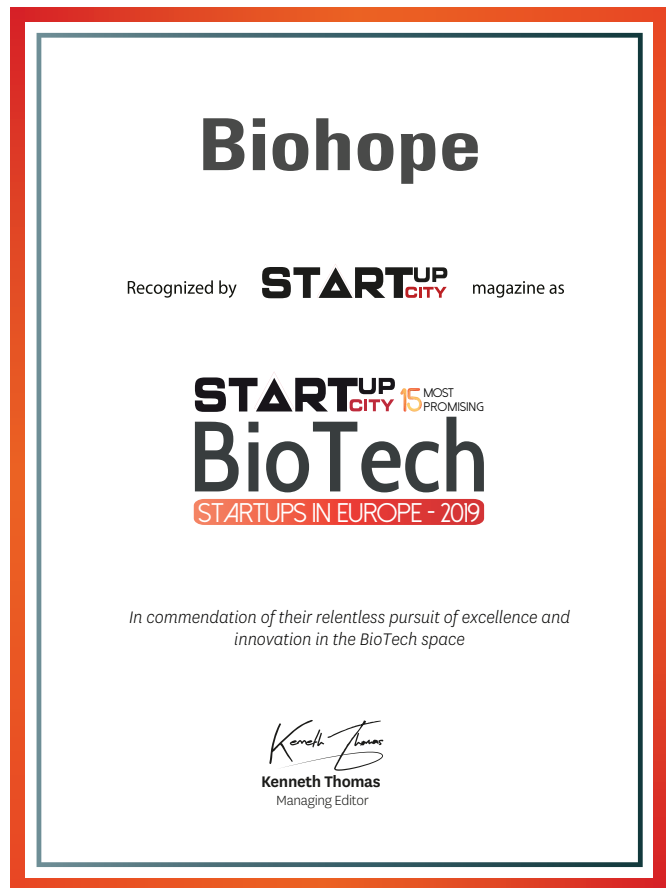 Biohope
Recognized by STARTUP CITY magazine as
STARTUP CITY 15 MOST PROMISING
BioTech
STARTUPS IN EUROPE - 2019
In commendation of their relentless pursuit of excellence and
innovation in the BioTech space
Kenneth Thomas
Kenneth Thomas
Managing Editor